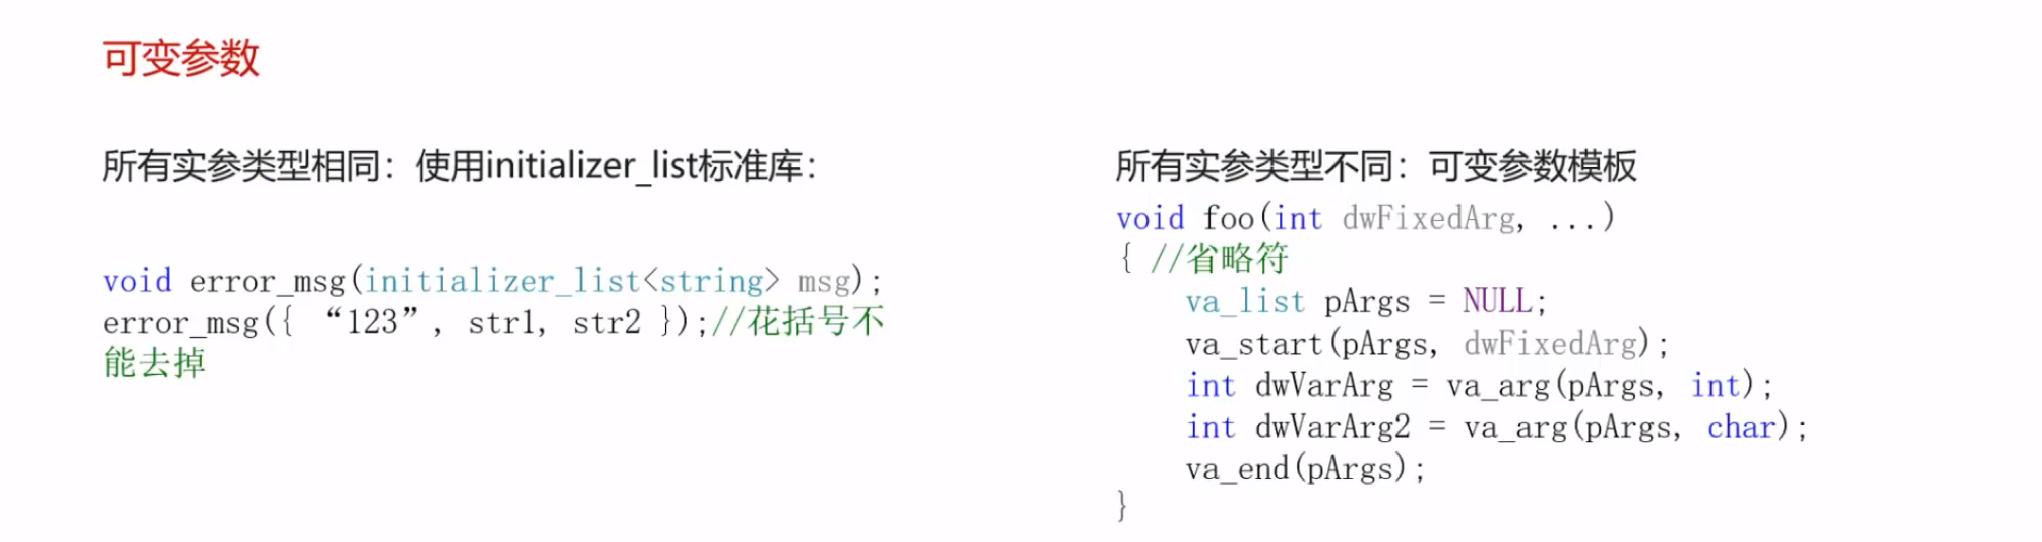 可变参数
所有实参类型相同：使用initializer_list标准库：
void error_msg(initializer_list<string> msg);
error_msg({ “123”, str1, str2 });//花括号不
能去掉
所有实参类型不同：可变参数模板
void foo(int dwFixedArg, ...)
{ //省略符
va_list pArgs = NULL;
va_start(pArgs, dwFixedArg);
int dwVarArg = va_arg(pArgs, int);
int dwVarArg2 = va_arg(pArgs, char);
va_end(pArgs);
}